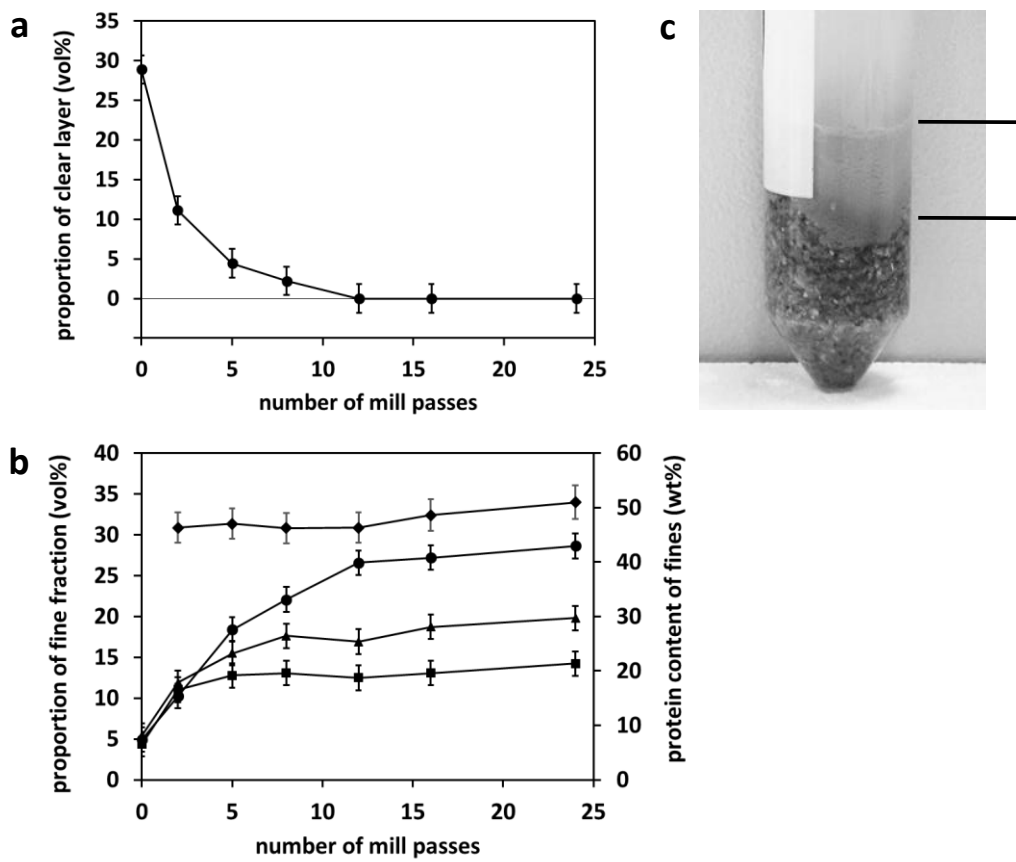 a
proportion of clear layer (vol%)
35
30
25
20
15
10
5
0
0 5 10 15 20 25
number of mill passes
c
b
proportion of fine fraction (vol%)
40
35
30
25
20
15
10
5
0
60
50
40
30
20
10
0
protein content of fines (wt%)
0 5 10 15 20 25
number of mill passes